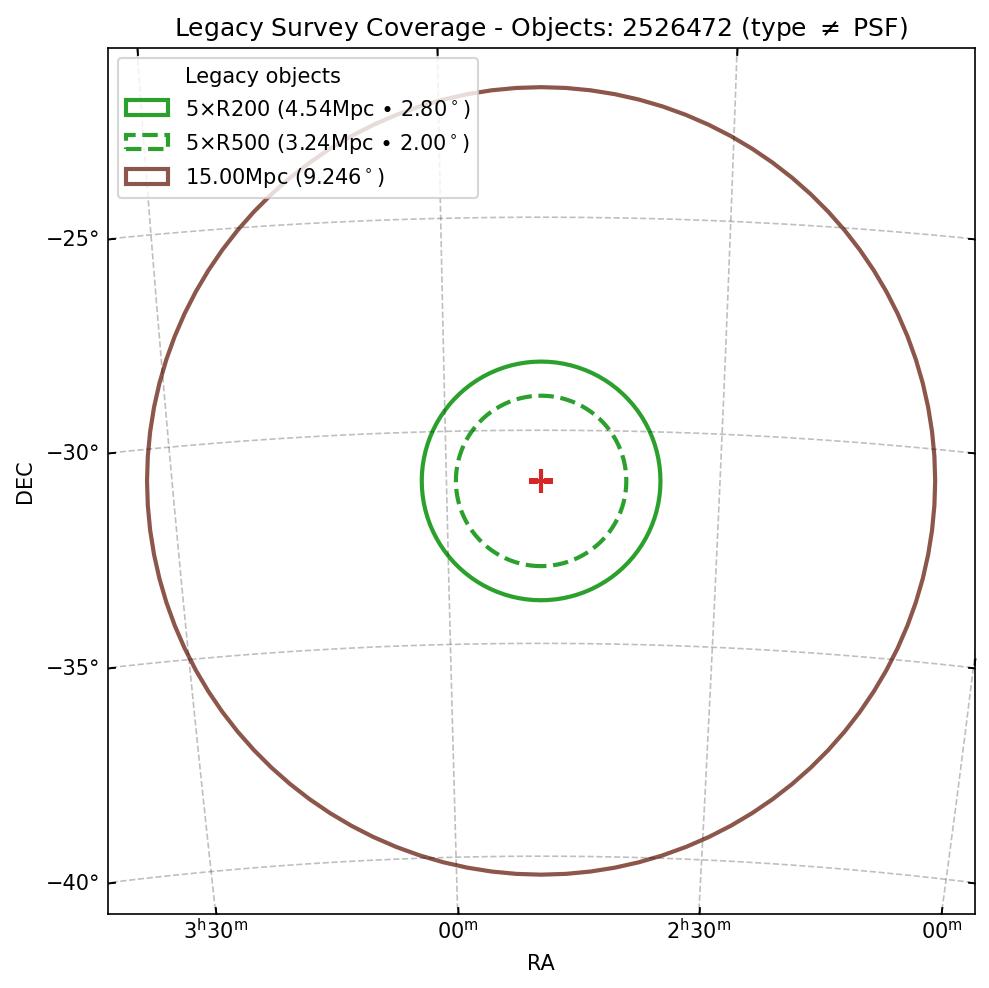 Legacy Survey Coverage - Objects: 2526472 (type ≠ PSF)
Legacy objects
5×R200 (4.54Mpc • 2.80°)
5×R500 (3.24Mpc • 2.00°)
15.00Mpc (9.246°)
−25°
−30°
−35°
−40°
DEC
3ʰ30ᵐ 00ᵐ 2ʰ30ᵐ 00ᵐ
RA